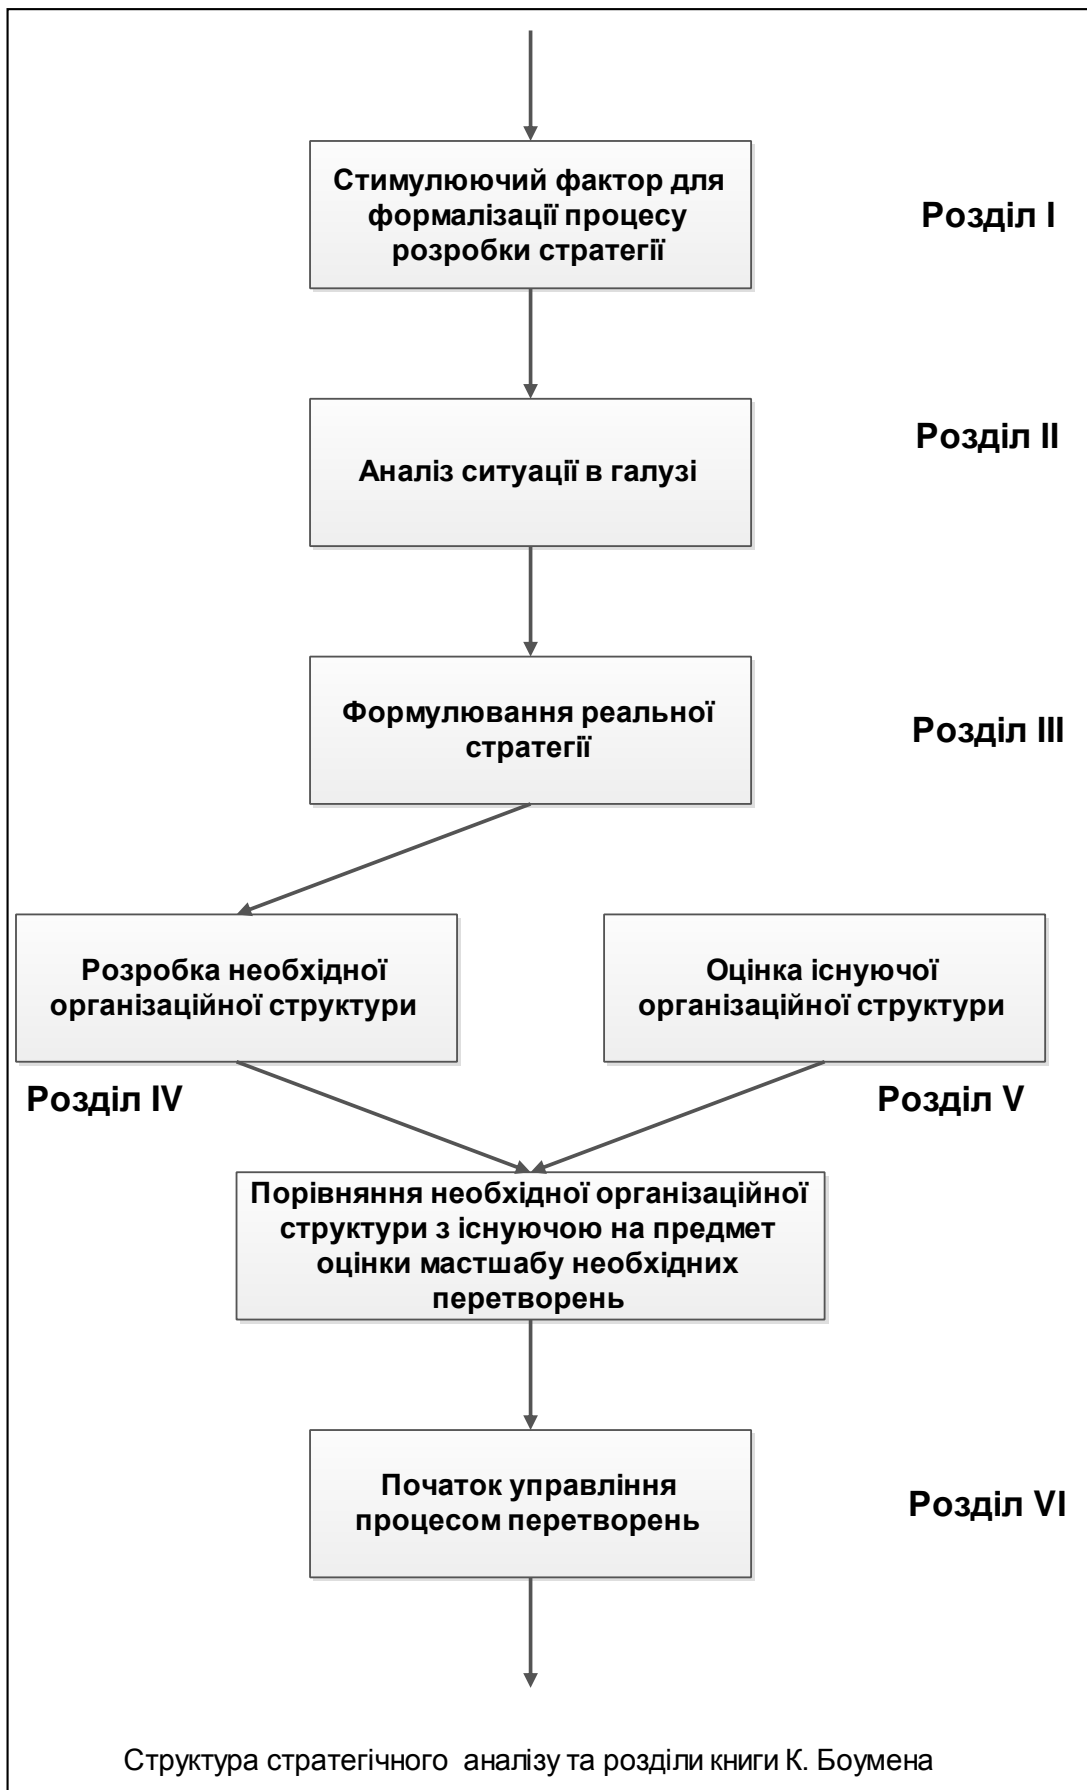 Стимулюючий фактор для
формалізації процесу
розробки стратегії
Розділ I
Аналіз ситуації в галузі
Розділ II
Формулювання реальної
стратегії
Розділ III
Розробка необхідної
організаційної структури
Оцінка існуючої
організаційної структури
Розділ IV
Розділ V
Порівняння необхідної організаційної
структури з існуючою на предмет
оцінки мастшабу необхідних
перетворень
Початок управління
процесом перетворень
Розділ VI
Структура стратегічного аналізу та розділи книги К. Боумена